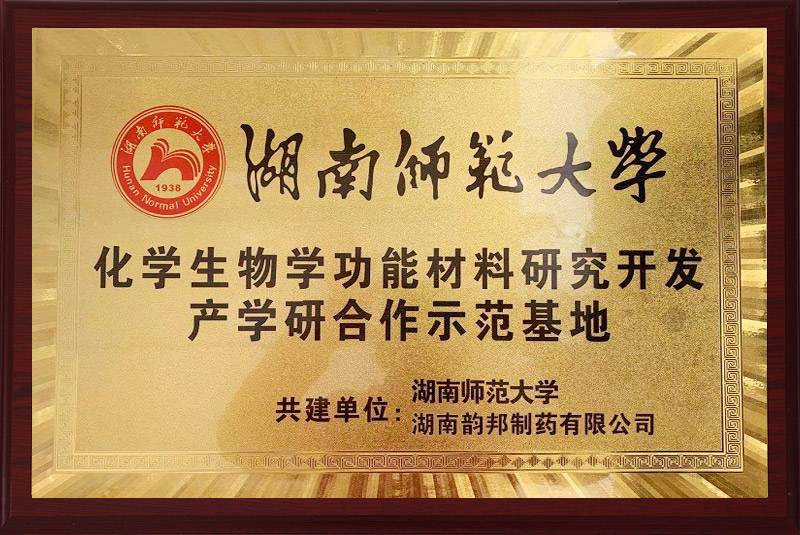 湖南师范大学
Hunan Normal University
1938
湖南师範大學
化学生物学功能材料研究开发
产学研合作示范基地
共建单位：
湖南师范大学
湖南韵邦制药有限公司